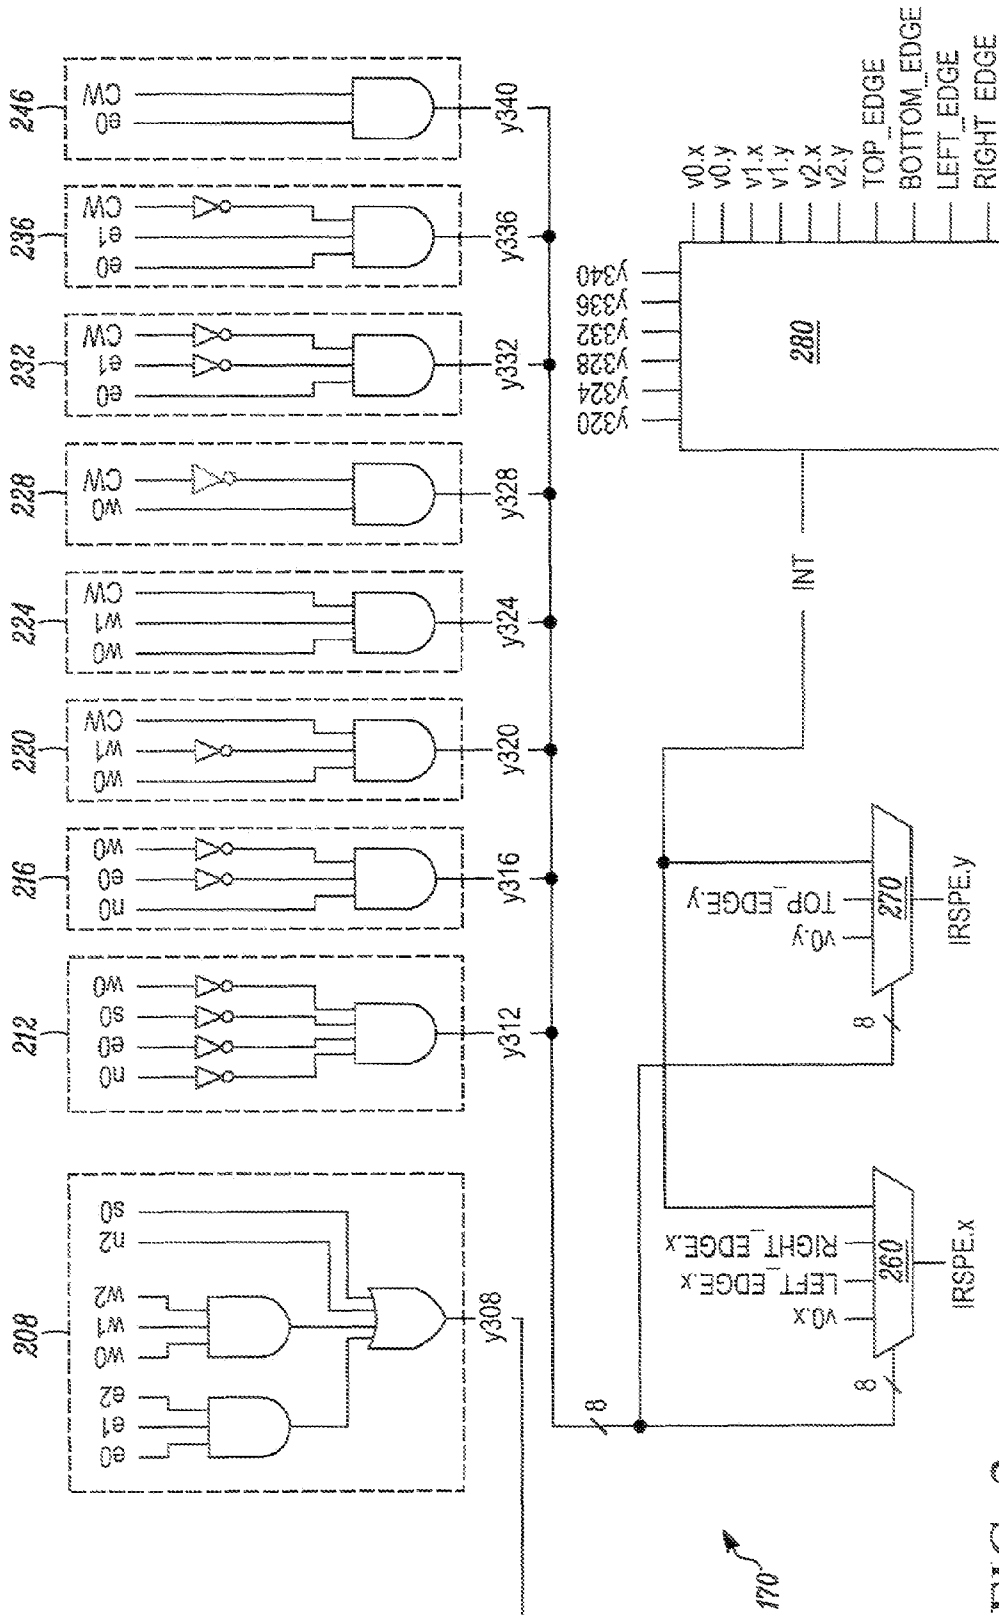 246
e0 CW
y340
236
e0 e1 CW
y336
232
e0 e1 CW
y332
228
w0 CW
y328
224
w0 w1 CW
y324
220
w0 w1 CW
y320
216
n0 e0 w0
y316
212
n0 e0 s0 w0
y312
208
e0 e1 e2 w0 w1 w2 n2 s0
y308
y320 y324 y328 y332 y336 y340
280
v0.x
v0.y
v1.x
v1.y
v2.x
v2.y
TOP_EDGE
BOTTOM_EDGE
LEFT_EDGE
RIGHT_EDGE
INT
8
v0.y
TOP_EDGE.y
270
8
IRSPE.y
v0.x
LEFT_EDGE.x
RIGHT_EDGE.x
260
8
IRSPE.x
170